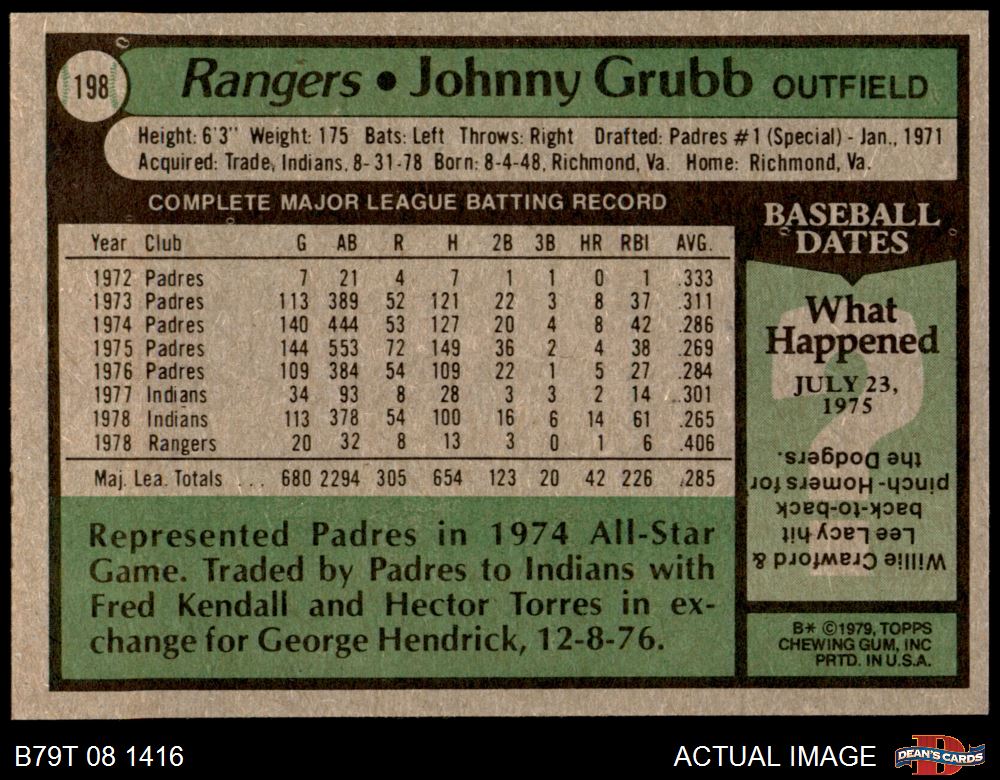 198
Rangers • Johnny Grubb OUTFIELD
Height: 6'3" Weight: 175 Bats: Left Throws: Right Drafted: Padres #1 (Special) - Jan., 1971
Acquired: Trade, Indians, 8-31-78 Born: 8-4-48, Richmond, Va. Home: Richmond, Va.
COMPLETE MAJOR LEAGUE BATTING RECORD
Year Club G AB R H 2B 3B HR RBI AVG.
1972 Padres 7 21 4 7 1 1 0 1 .333
1973 Padres 113 389 52 121 22 3 8 37 .311
1974 Padres 140 444 53 127 20 4 8 42 .286
1975 Padres 144 553 72 149 36 2 4 38 .269
1976 Padres 109 384 54 109 22 1 5 27 .284
1977 Indians 34 93 8 28 3 3 2 14 .301
1978 Indians 113 378 54 100 16 6 14 61 .265
1978 Rangers 20 32 8 13 3 0 1 6 .406
Maj. Lea. Totals ... 680 2294 305 654 123 20 42 226 .285
Represented Padres in 1974 All-Star
Game. Traded by Padres to Indians with
Fred Kendall and Hector Torres in ex-
change for George Hendrick, 12-8-76.
BASEBALL
DATES
What
Happened
JULY 23,
1975
?
Willie Crawford &
Lee Lacy hit
back-to-back
pinch-Homers for
the Dodgers.
B* ©1979, TOPPS
CHEWING GUM, INC
PRTD. IN U.S.A.
B79T 08 1416
ACTUAL IMAGE
D
DEAN'S CARDS